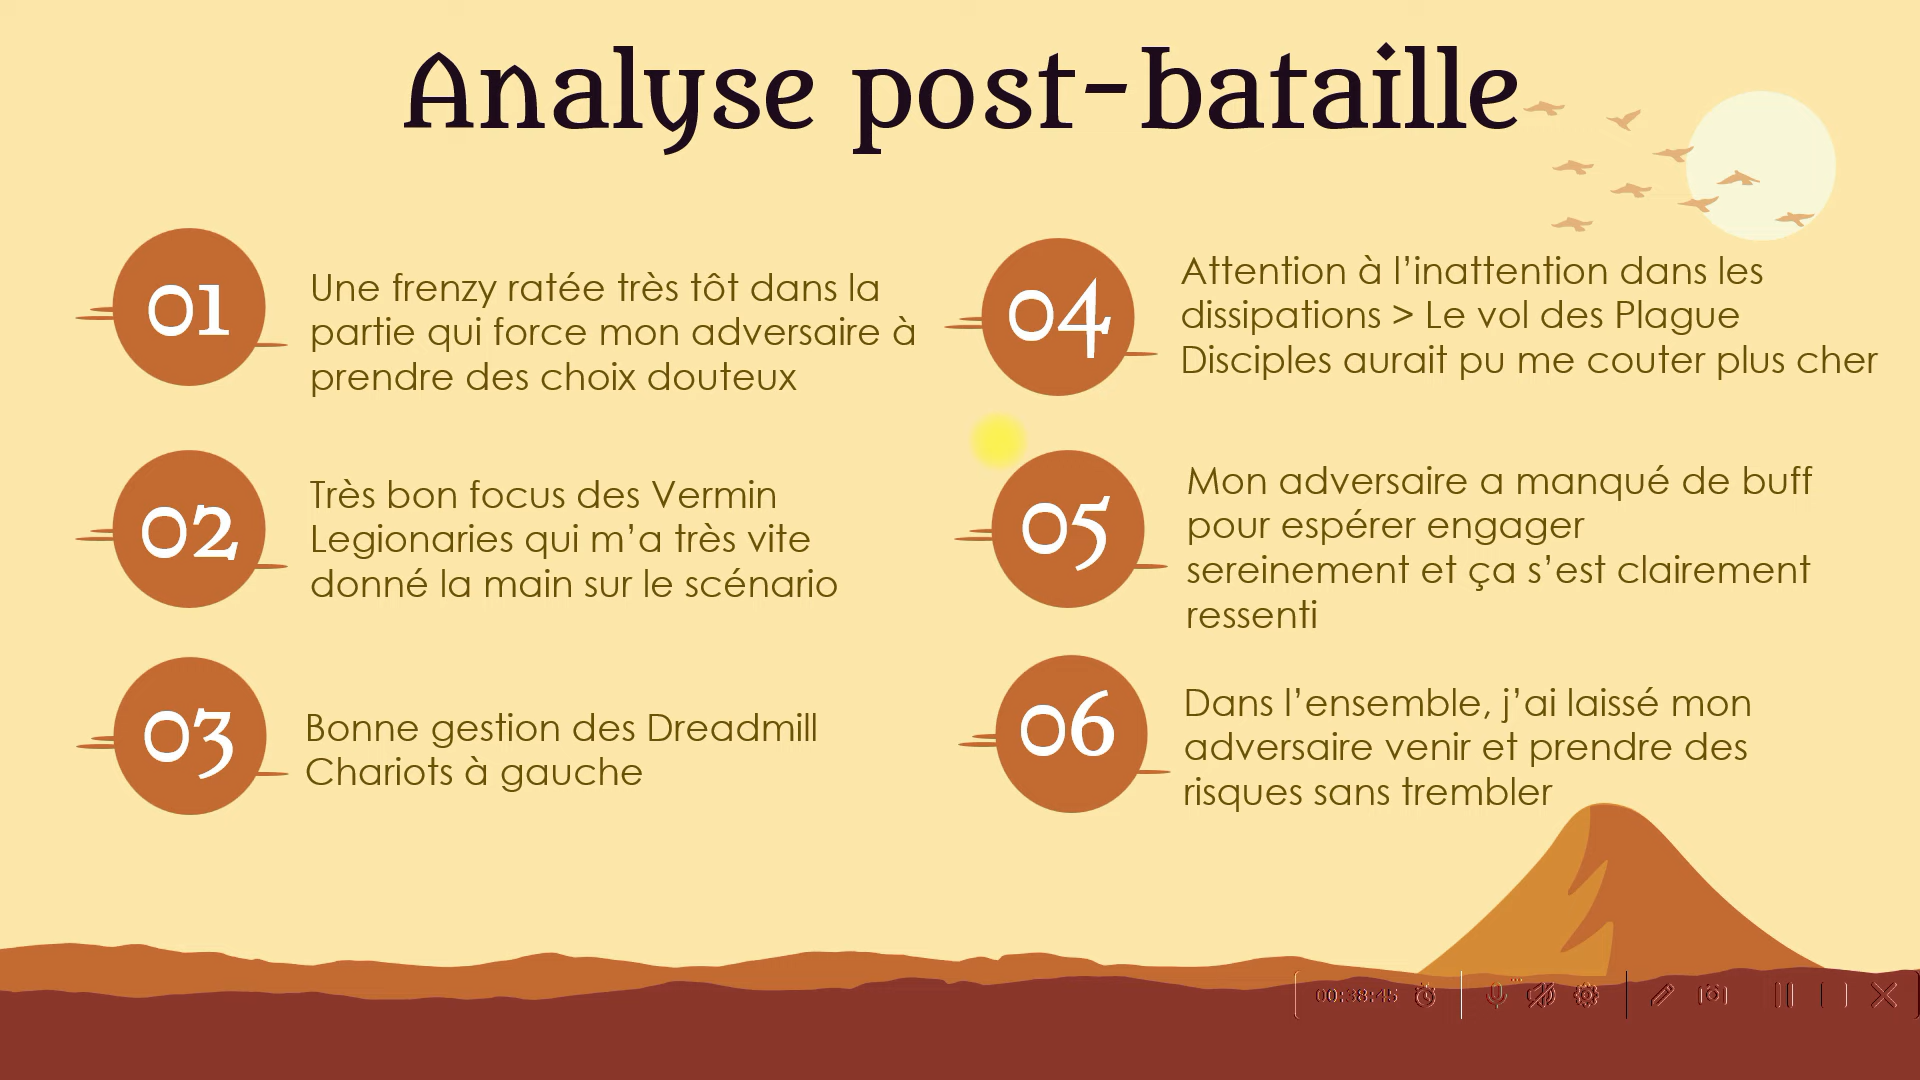 Analyse post-bataille
01
Une frenzy ratée très tôt dans la
partie qui force mon adversaire à
prendre des choix douteux
02
Très bon focus des Vermin
Legionaries qui m’a très vite
donné la main sur le scénario
03
Bonne gestion des Dreadmill
Chariots à gauche
04
Attention à l’inattention dans les
dissipations > Le vol des Plague
Disciples aurait pu me couter plus cher
05
Mon adversaire a manqué de buff
pour espérer engager
sereinement et ça s’est clairement
ressenti
06
Dans l’ensemble, j’ai laissé mon
adversaire venir et prendre des
risques sans trembler
00:38:45